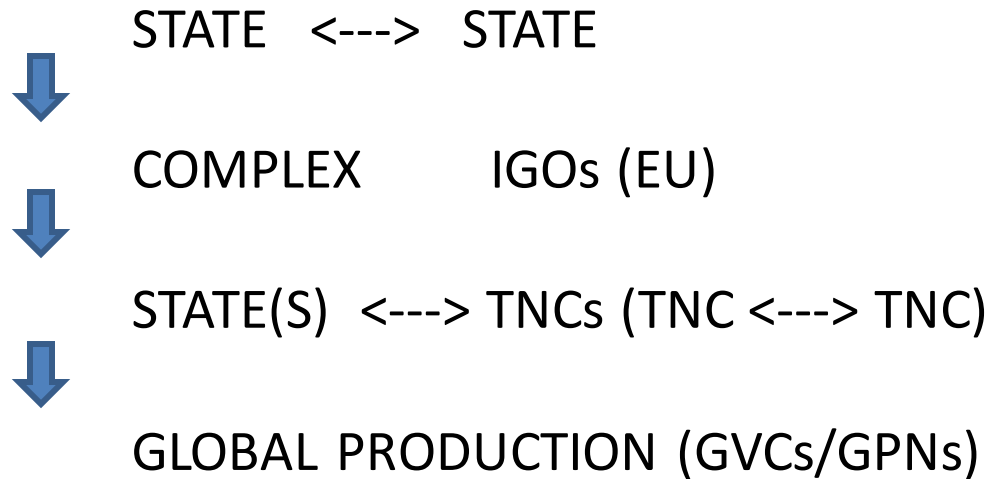 STATE <---> STATE
COMPLEX IGOs (EU)
STATE(S) <---> TNCs (TNC <---> TNC)
GLOBAL PRODUCTION (GVCs/GPNs)